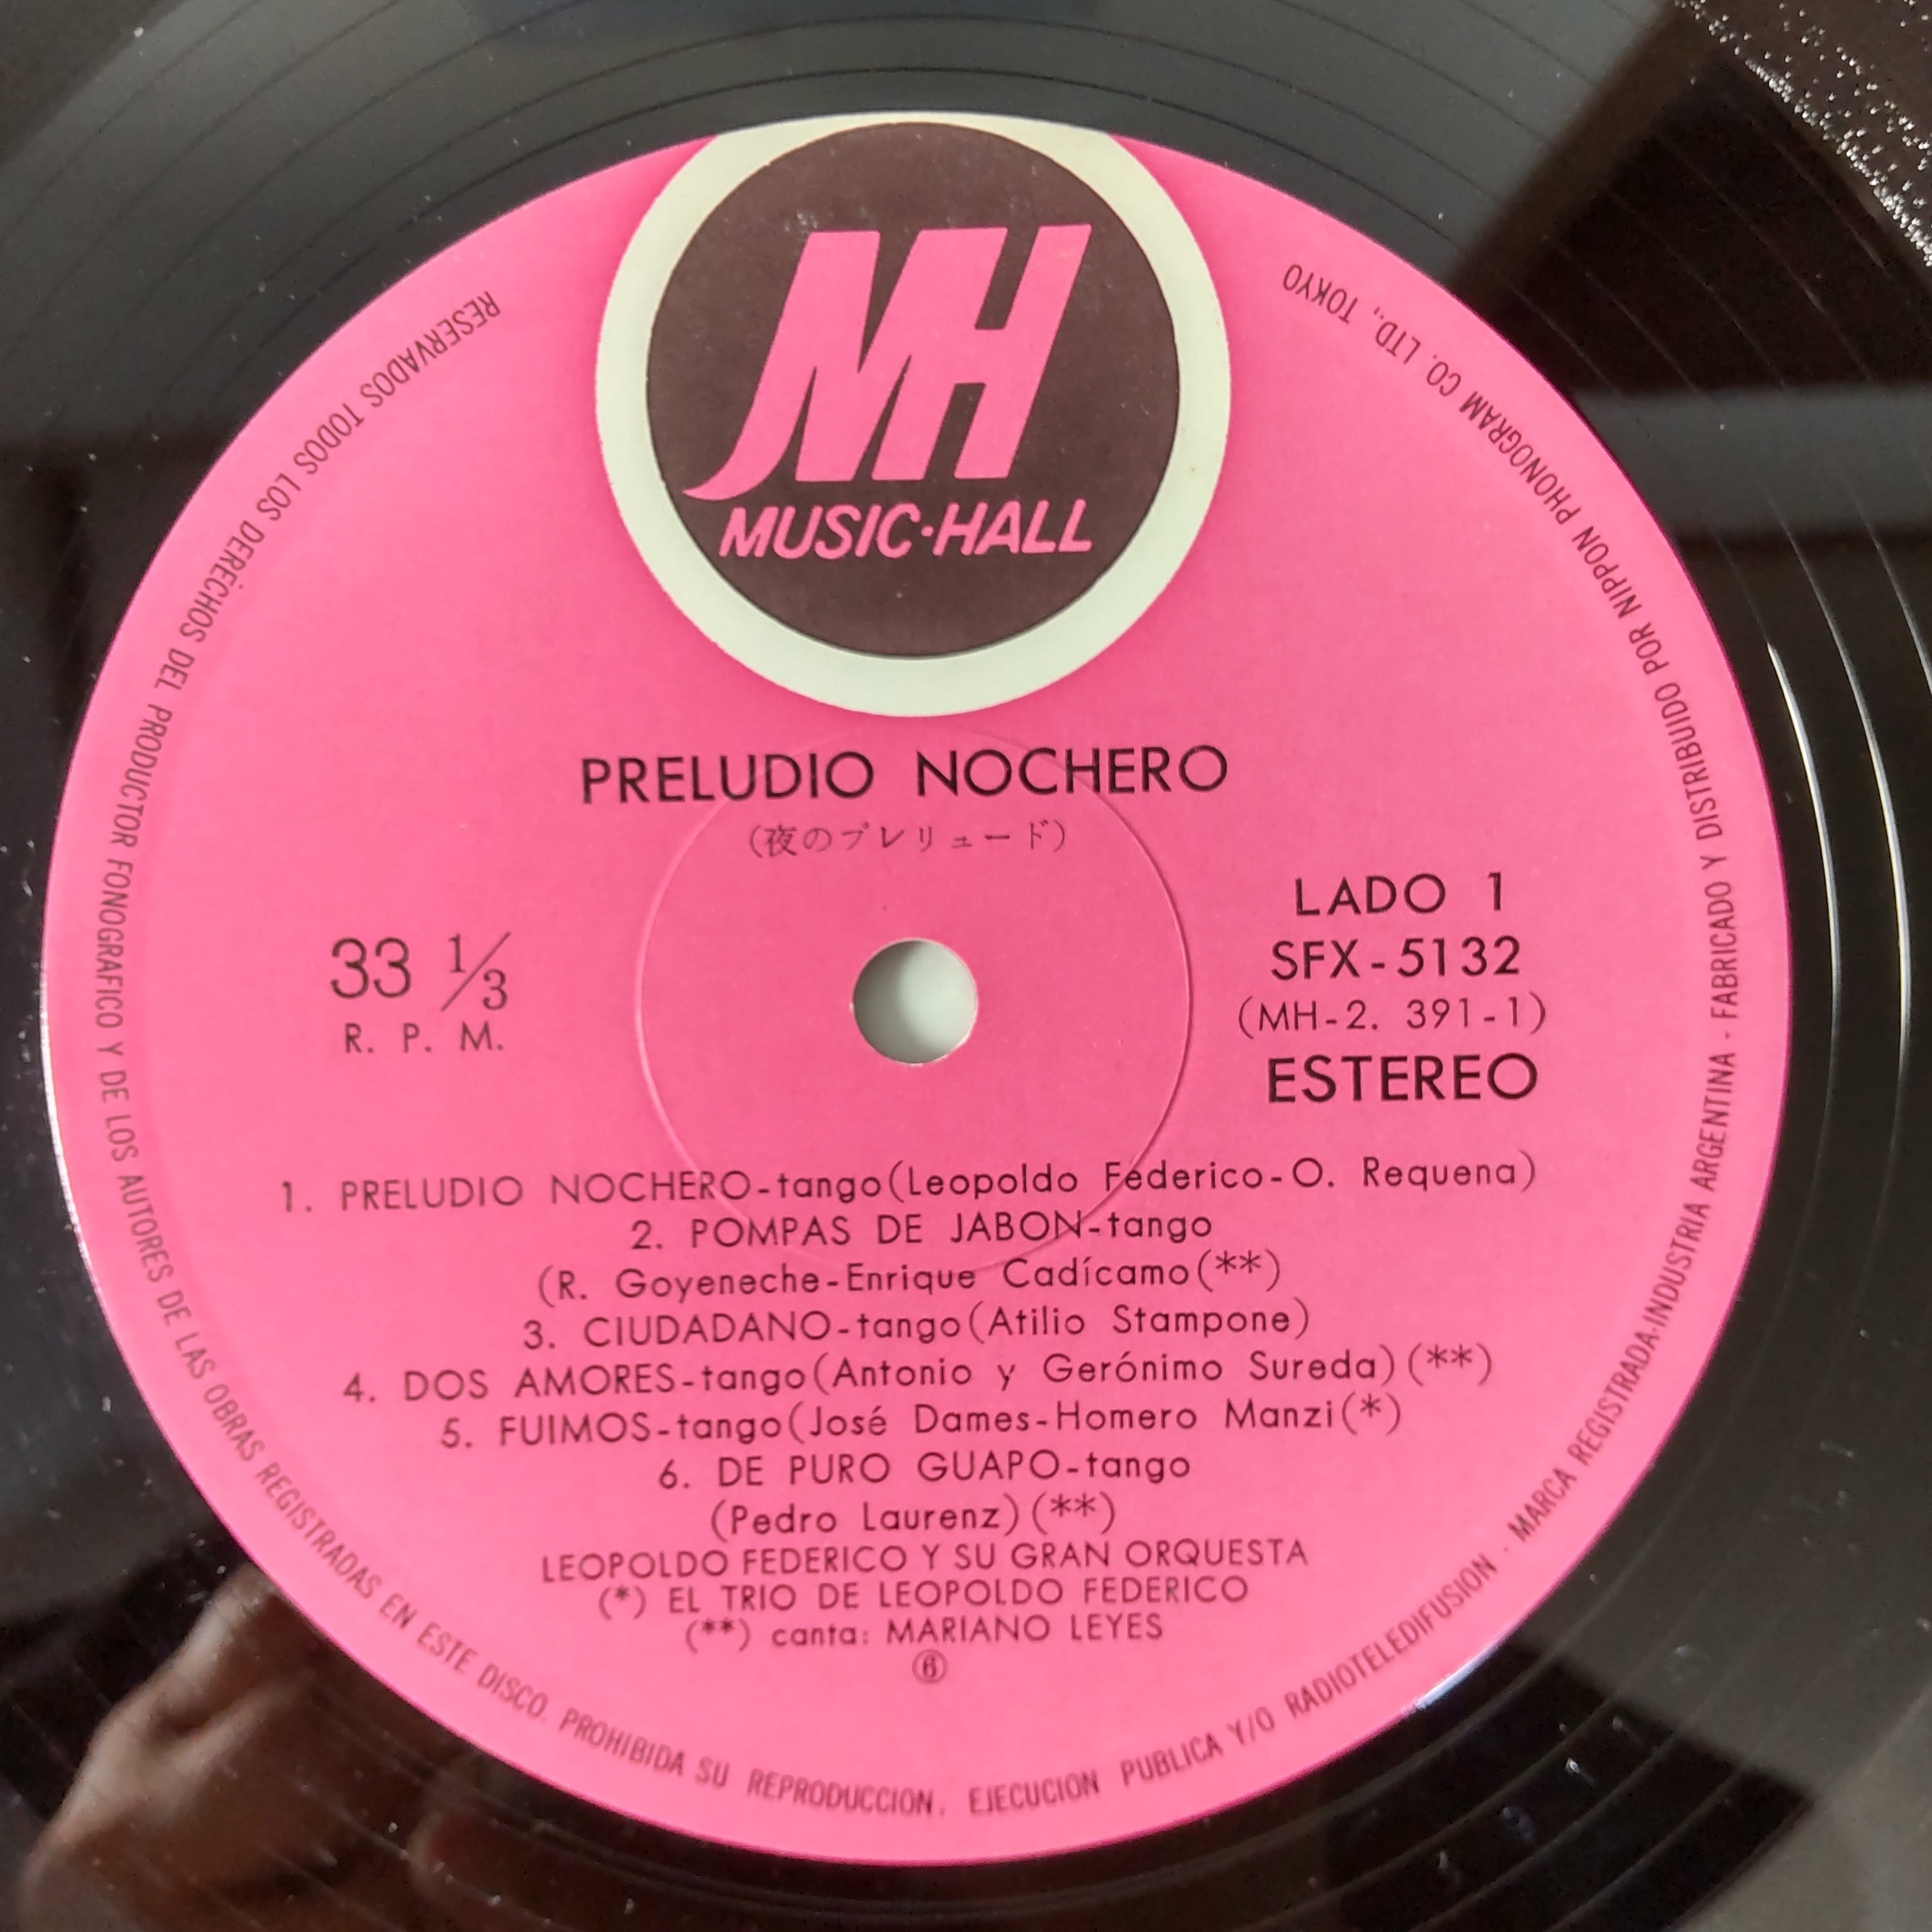 MH
MUSIC·HALL
PRELUDIO NOCHERO
(夜のプレリュード)
33 1/3
R. P. M.
LADO 1
SFX-5132
(MH-2. 391-1)
ESTEREO
1. PRELUDIO NOCHERO-tango(Leopoldo Federico-O. Requena)
2. POMPAS DE JABON-tango
(R. Goyeneche-Enrique Cadícamo(**)
3. CIUDADANO-tango(Atilio Stampone)
4. DOS AMORES-tango(Antonio y Gerónimo Sureda)(**)
5. FUIMOS-tango(José Dames-Homero Manzi(*)
6. DE PURO GUAPO-tango
(Pedro Laurenz)(**)
LEOPOLDO FEDERICO Y SU GRAN ORQUESTA
(*) EL TRIO DE LEOPOLDO FEDERICO
(**) canta: MARIANO LEYES
⑥
RESERVADOS TODOS LOS DERECHOS DEL PRODUCTOR FONOGRAFICO Y DE LOS AUTORES DE LAS OBRAS REGISTRADAS EN ESTE DISCO. PROHIBIDA SU REPRODUCCION. EJECUCION PUBLICA Y/O RADIOTELEDIFUSION - MARCA REGISTRADA-INDUSTRIA ARGENTINA - FABRICADO Y DISTRIBUIDO POR NIPPON PHONOGRAM CO. LTD., TOKYO